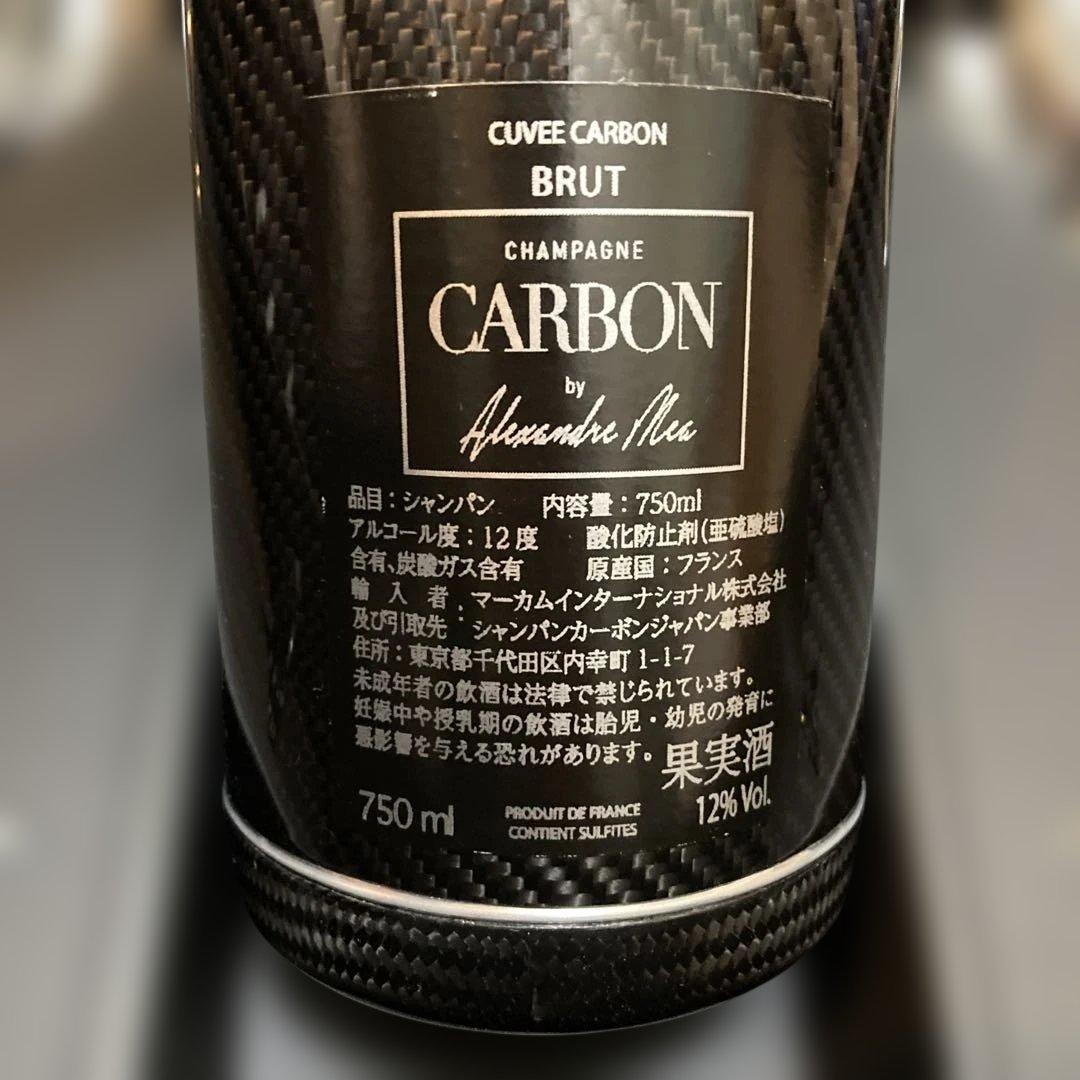 CUVEE CARBON
BRUT
CHAMPAGNE
CARBON
by
Alexandre Mea
品目：シャンパン 内容量：750ml
アルコール度：12度 酸化防止剤(亜硫酸塩)
含有、炭酸ガス含有 原産国：フランス
輸入者：マーカムインターナショナル株式会社
及び引取先 シャンパンカーボンジャパン事業部
住所：東京都千代田区内幸町 1-1-7
未成年者の飲酒は法律で禁じられています。
妊娠中や授乳期の飲酒は胎児・幼児の発育に
悪影響を与える恐れがあります。果実酒
750 ml PRODUIT DE FRANCE 12% Vol.
CONTIENT SULFITES